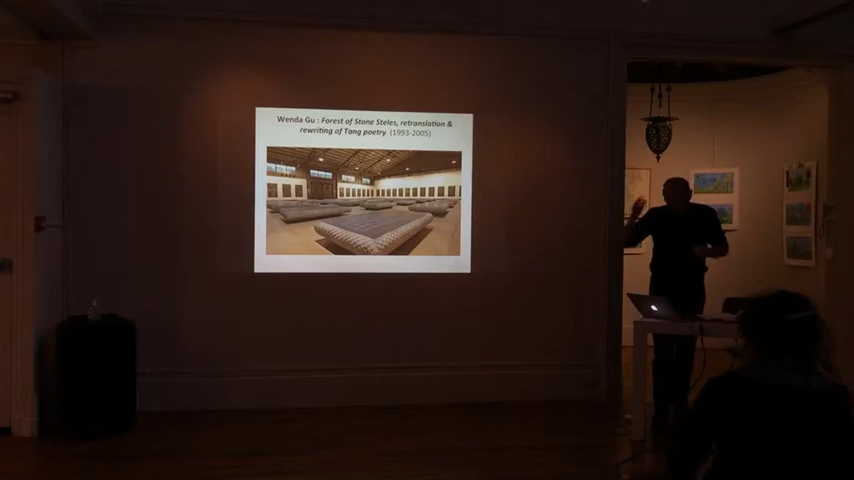 Wenda Gu : Forest of Stone Steles, retranslation &
rewriting of Tang poetry (1993-2005)